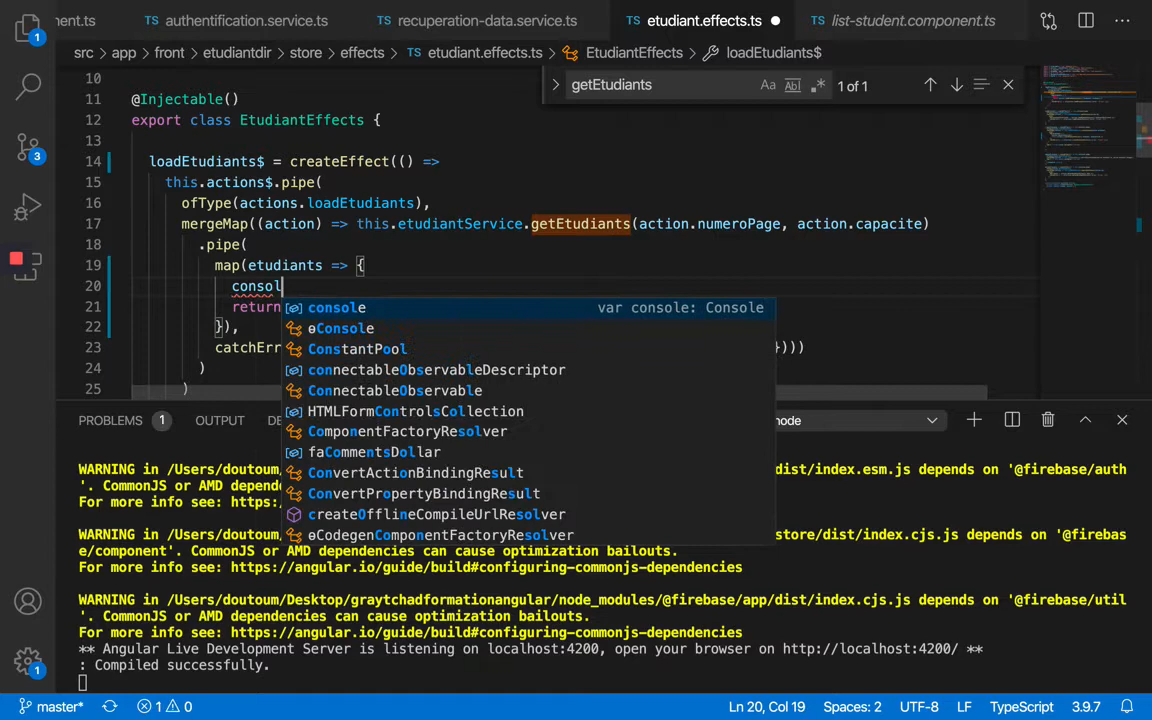 ment.ts TS authentification.service.ts TS recuperation-data.service.ts TS etudiant.effects.ts TS list-student.component.ts
src > app > front > etudiantdir > store > effects > TS etudiant.effects.ts > EtudiantEffects > loadEtudiants$
getEtudiants Aa Ab 1 of 1
10
11 @Injectable()
12 export class EtudiantEffects {
13
14 loadEtudiants$ = createEffect(() =>
15 this.actions$.pipe(
16 ofType(actions.loadEtudiants),
17 mergeMap((action) => this.etudiantService.getEtudiants(action.numeroPage, action.capacite)
18 .pipe(
19 map(etudiants => {
20 consol
21 return
22 }),
23 catchErr }))) 
24 )
25 )
console var console: Console
ɵConsole
ConstantPool
connectableObservableDescriptor
ConnectableObservable
HTMLFormControlsCollection
ComponentFactoryResolver
faCommentsDollar
ConvertActionBindingResult
ConvertPropertyBindingResult
createOfflineCompileUrlResolver
ɵCodegenComponentFactoryResolver
PROBLEMS 1 OUTPUT DE node
WARNING in /Users/doutoum/Desktop/ dist/index.esm.js depends on '@firebase/auth
'. CommonJS or AMD depende
For more info see: https:
WARNING in /Users/doutoum/ store/dist/index.cjs.js depends on '@firebas
e/component'. CommonJS or AMD dependencies can cause optimization bailouts.
For more info see: https://angular.io/guide/build#configuring-commonjs-dependencies
WARNING in /Users/doutoum/Desktop/graytchadformationangular/node_modules/@firebase/app/dist/index.cjs.js depends on '@firebase/util
'. CommonJS or AMD dependencies can cause optimization bailouts.
For more info see: https://angular.io/guide/build#configuring-commonjs-dependencies
** Angular Live Development Server is listening on localhost:4200, open your browser on http://localhost:4200/ **
: Compiled successfully.
master* 1 0 Ln 20, Col 19 Spaces: 2 UTF-8 LF TypeScript 3.9.7